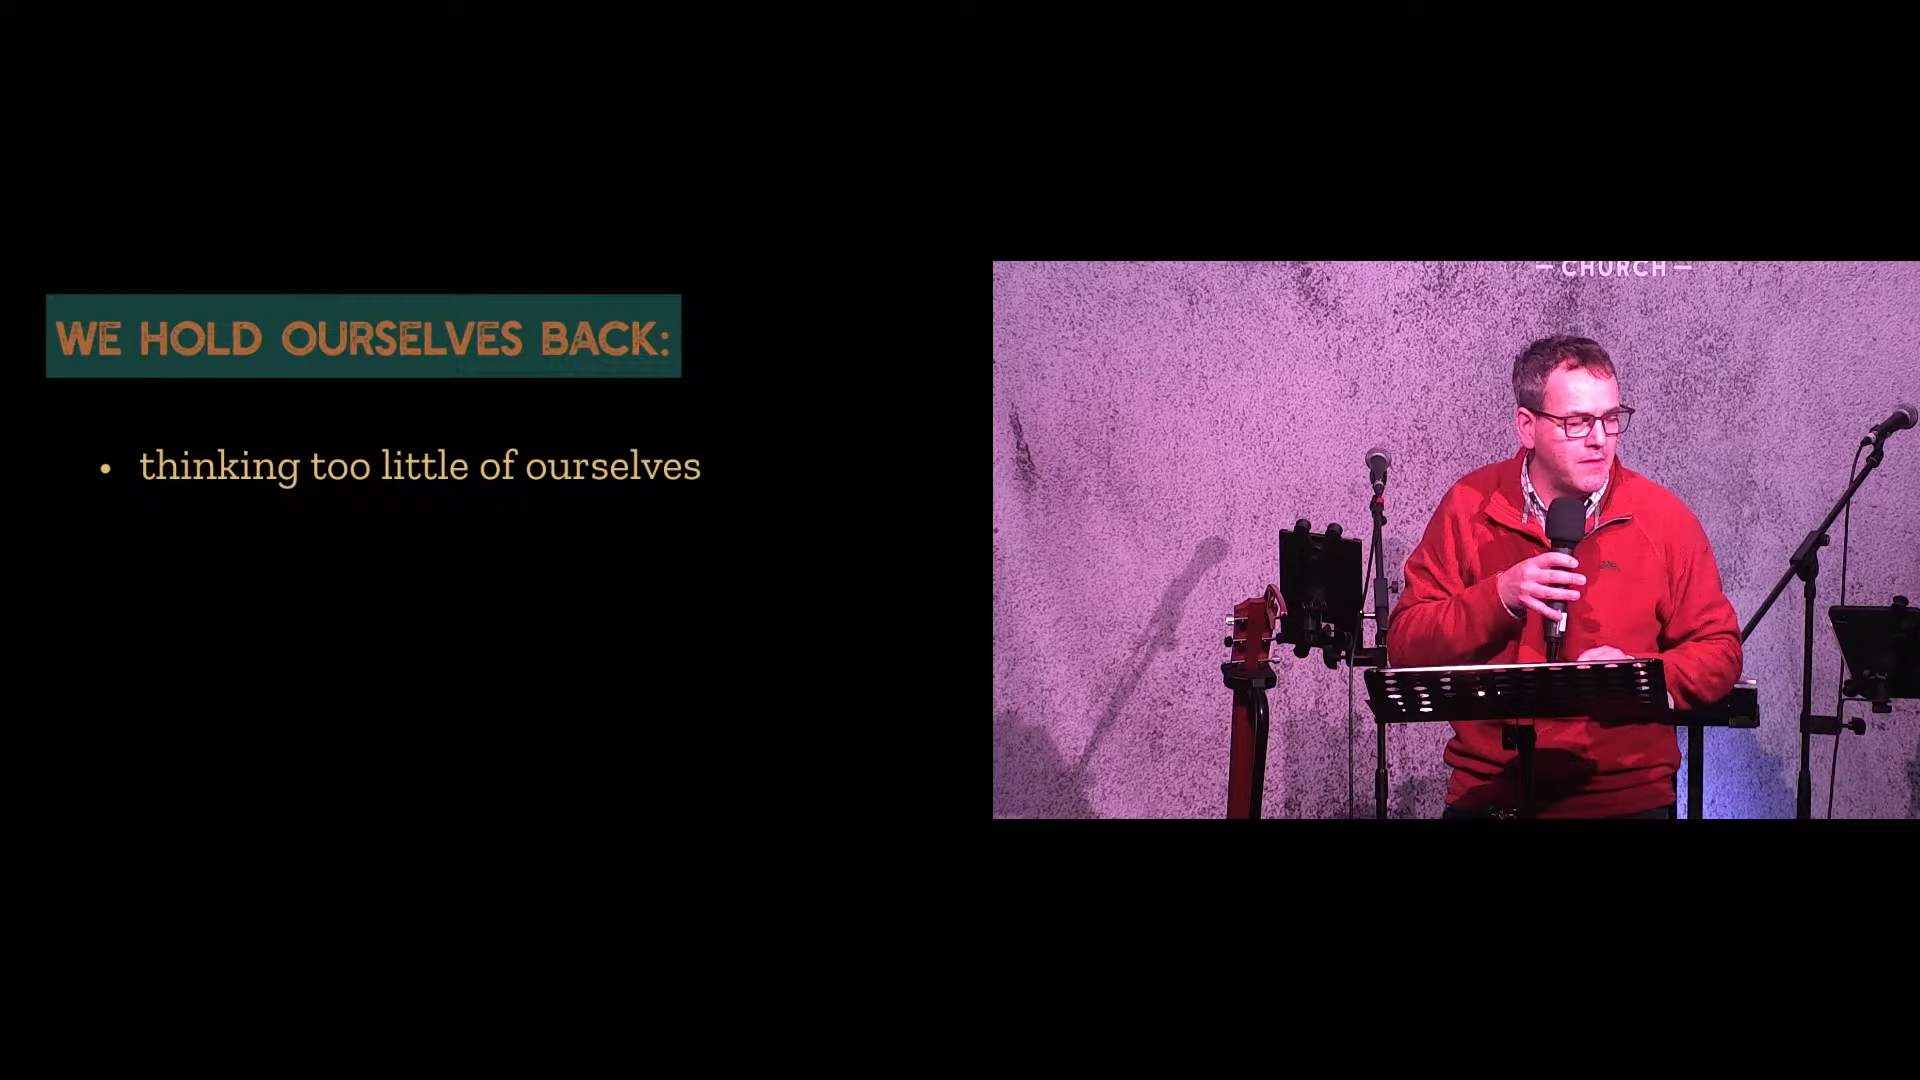 WE HOLD OURSELVES BACK:
• thinking too little of ourselves
— CHURCH —